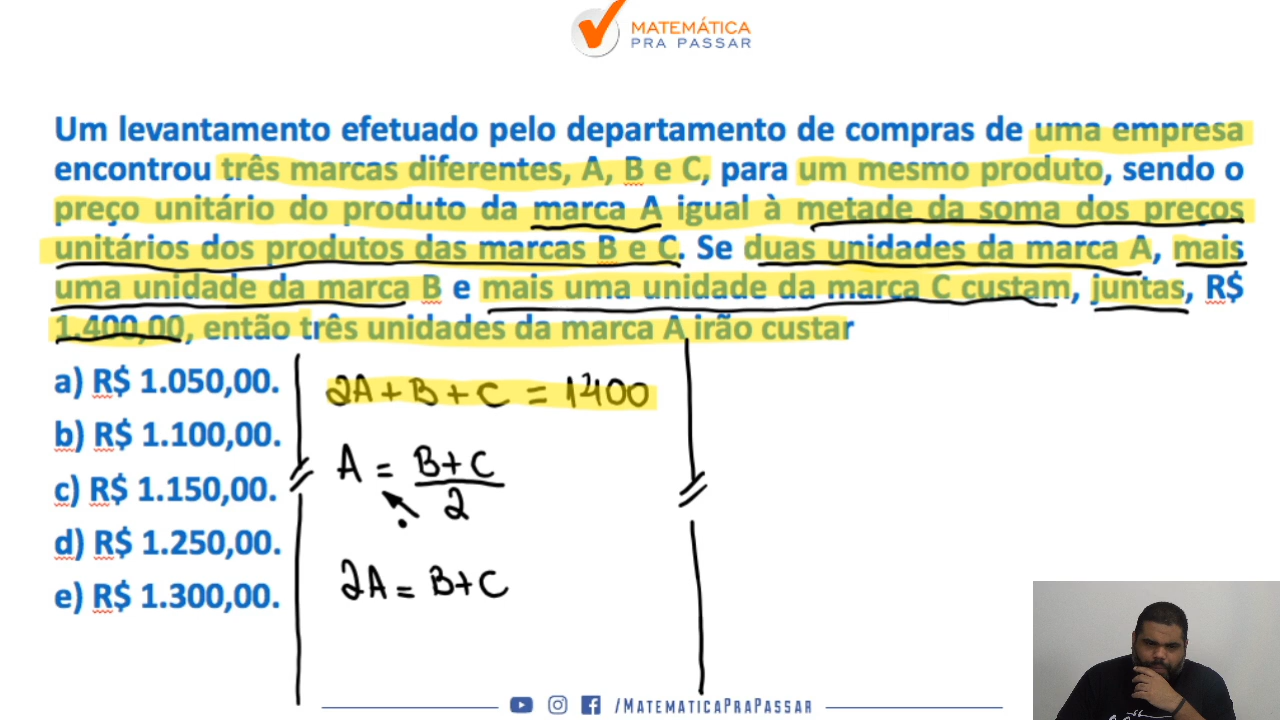 MATEMÁTICA
PRA PASSAR
Um levantamento efetuado pelo departamento de compras de uma empresa
encontrou três marcas diferentes, A, B e C, para um mesmo produto, sendo o
preço unitário do produto da marca A igual à metade da soma dos preços
unitários dos produtos das marcas B e C. Se duas unidades da marca A, mais
uma unidade da marca B e mais uma unidade da marca C custam, juntas, R$
1.400,00, então três unidades da marca A irão custar
a) R$ 1.050,00.
b) R$ 1.100,00.
c) R$ 1.150,00.
d) R$ 1.250,00.
e) R$ 1.300,00.
2A + B + C = 1400
A = B + C / 2
2A = B + C
/MATEMATICAPRAPASSAR